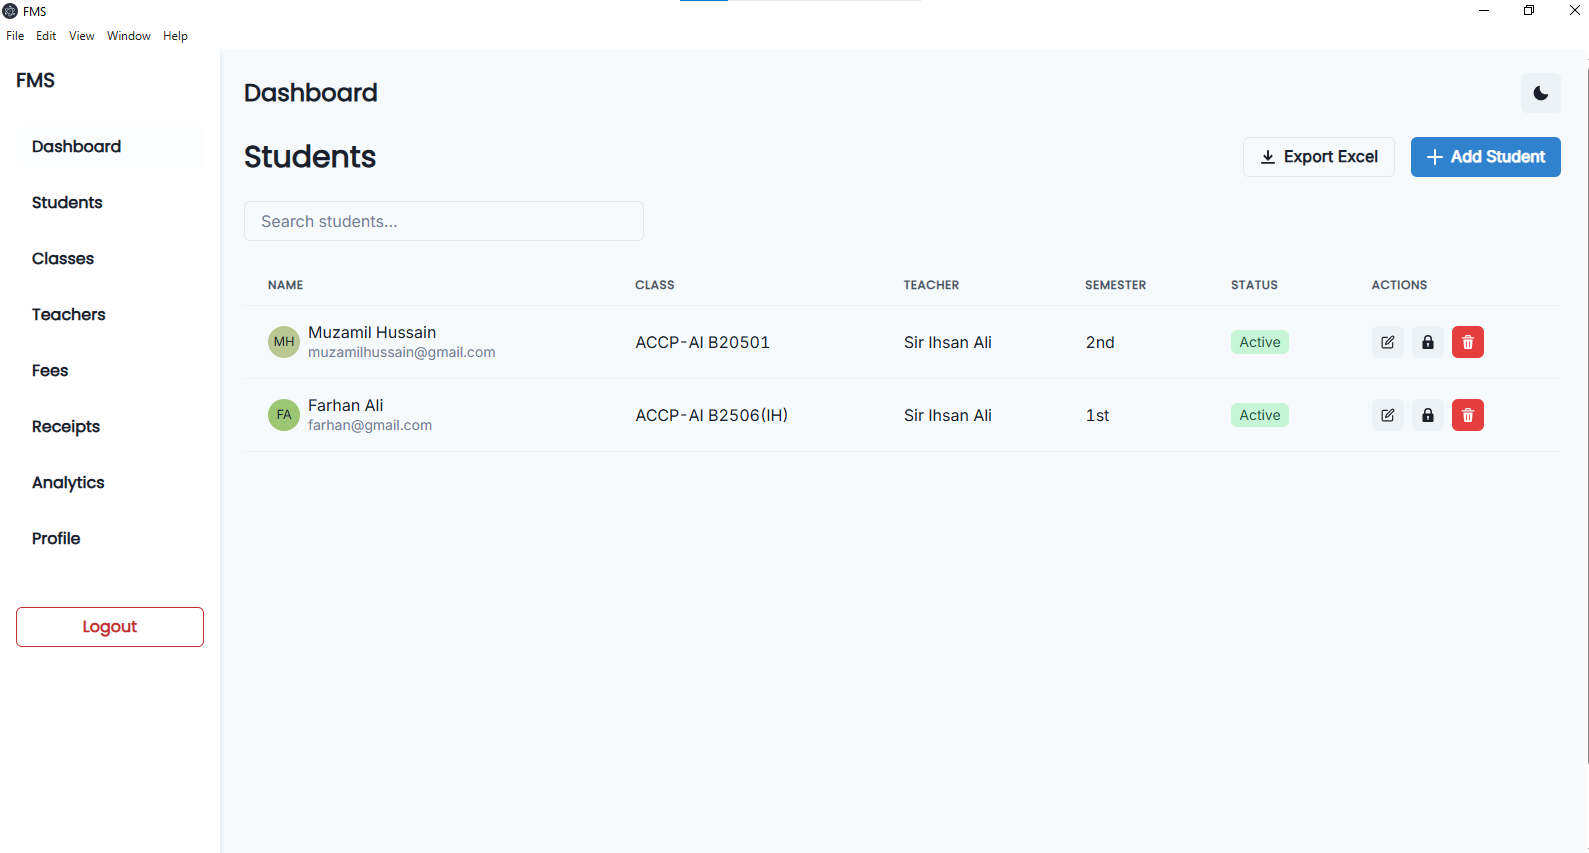 FMS
File Edit View Window Help
FMS
Dashboard
Students
Classes
Teachers
Fees
Receipts
Analytics
Profile
Logout
Dashboard
Students
Export Excel
Add Student
Search students...
NAME CLASS TEACHER SEMESTER STATUS ACTIONS
MH Muzamil Hussain
muzamilhussain@gmail.com
ACCP-AI B20501 Sir Ihsan Ali 2nd Active
FA Farhan Ali
farhan@gmail.com
ACCP-AI B2506(IH) Sir Ihsan Ali 1st Active